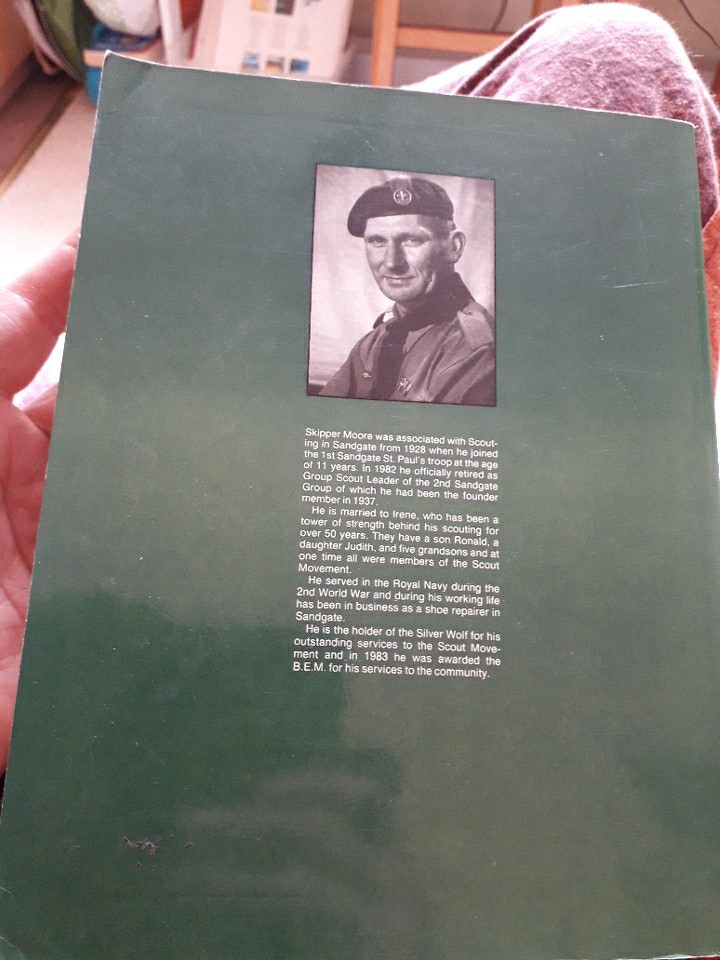 Skipper Moore was associated with Scout-
ing in Sandgate from 1928 when he joined
the 1st Sandgate St. Paul's troop at the age
of 11 years. In 1982 he officially retired as
Group Scout Leader of the 2nd Sandgate
Group of which he had been the founder
member in 1937.
He is married to Irene, who has been a
tower of strength behind his scouting for
over 50 years. They have a son Ronald, a
daughter Judith, and five grandsons and at
one time all were members of the Scout
Movement.
He served in the Royal Navy during the
2nd World War and during his working life
has been in business as a shoe repairer in
Sandgate.
He is the holder of the Silver Wolf for his
outstanding services to the Scout Move-
ment and in 1983 he was awarded the
B.E.M. for his services to the community.